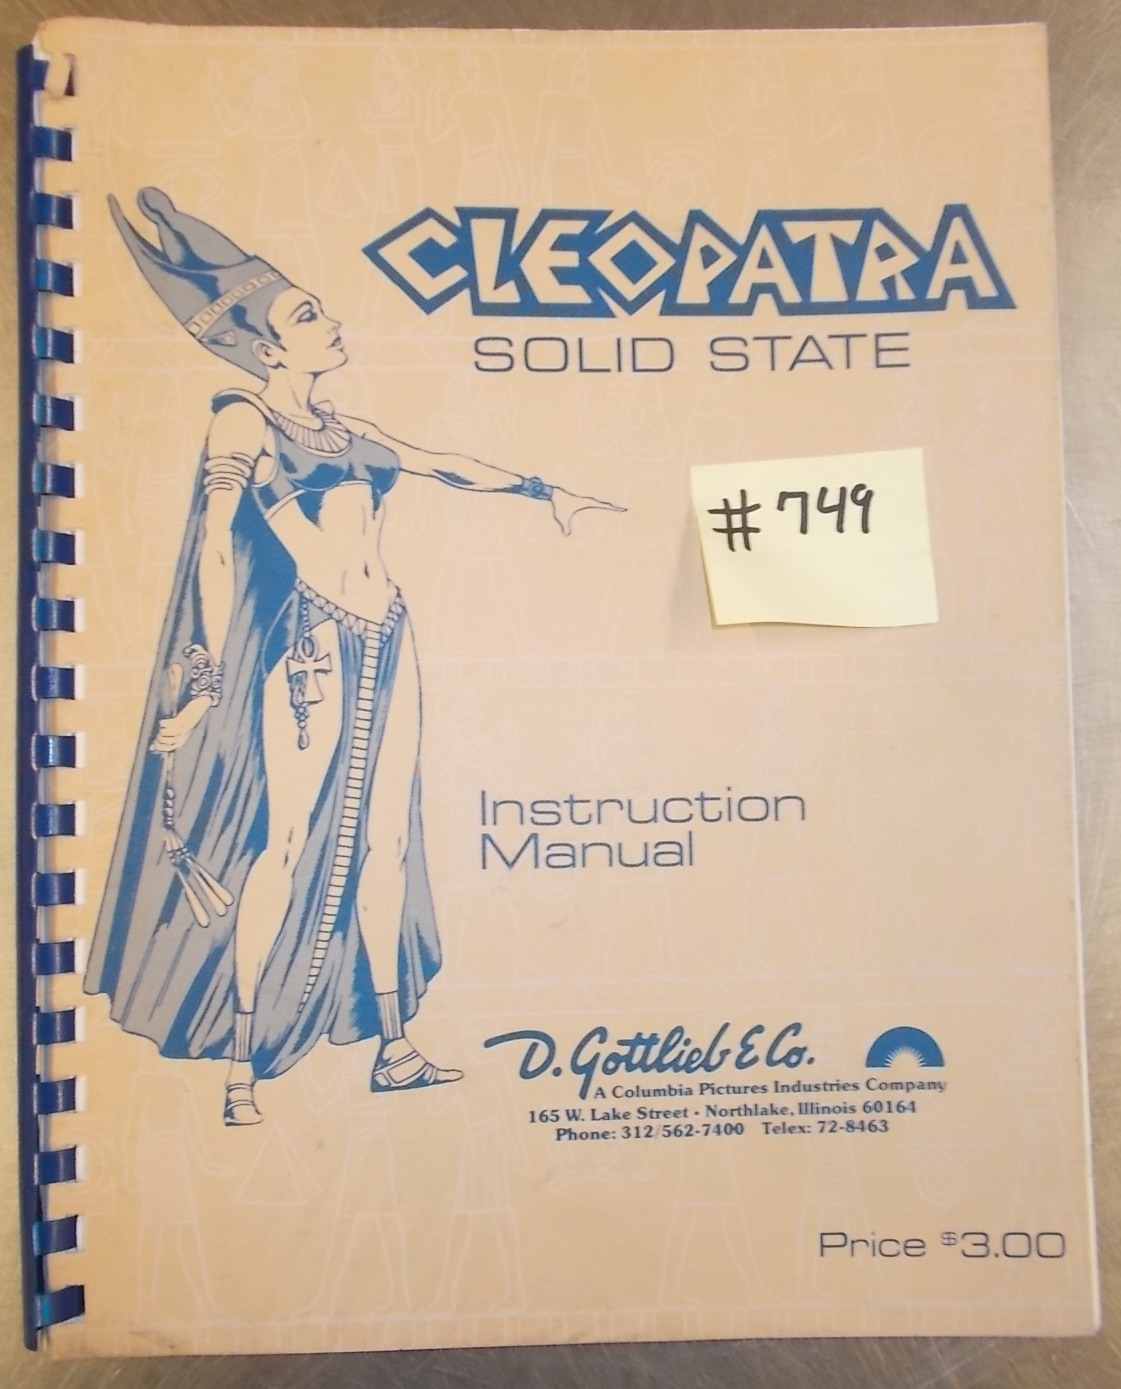 CLEOPATRA
SOLID STATE
#749
Instruction
Manual
D. Gottlieb & Co.
A Columbia Pictures Industries Company
165 W. Lake Street • Northlake, Illinois 60164
Phone: 312/562-7400 Telex: 72-8463
Price $3.00